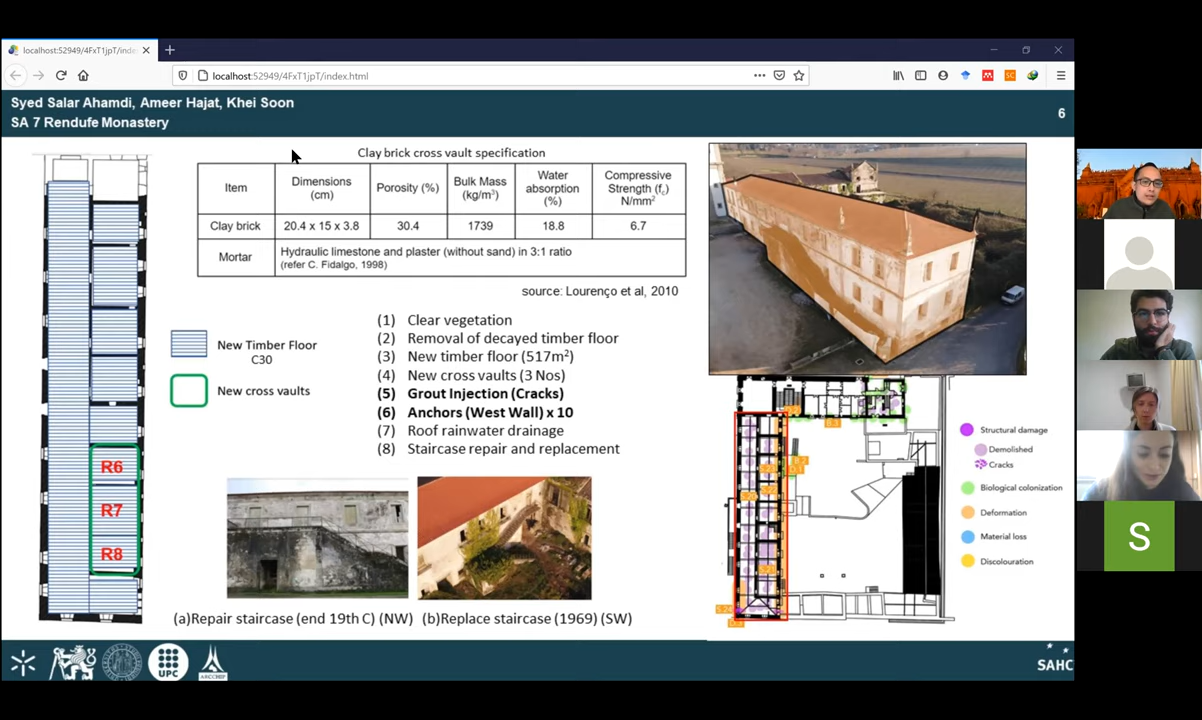 localhost:52949/4FxT1jpT/inde
localhost:52949/4FxT1jpT/index.html
Syed Salar Ahamdi, Ameer Hajat, Khei Soon
SA 7 Rendufe Monastery
6
Clay brick cross vault specification
Item
Dimensions (cm)
Porosity (%)
Bulk Mass (kg/m³)
Water absorption (%)
Compressive Strength (fc) N/mm²
Clay brick
20.4 x 15 x 3.8
30.4
1739
18.8
6.7
Mortar
Hydraulic limestone and plaster (without sand) in 3:1 ratio
(refer C. Fidalgo, 1998)
source: Lourenço et al, 2010
New Timber Floor
C30
New cross vaults
(1) Clear vegetation
(2) Removal of decayed timber floor
(3) New timber floor (517m²)
(4) New cross vaults (3 Nos)
(5) Grout Injection (Cracks)
(6) Anchors (West Wall) x 10
(7) Roof rainwater drainage
(8) Staircase repair and replacement
R6
R7
R8
(a)Repair staircase (end 19th C) (NW)
(b)Replace staircase (1969) (SW)
Structural damage
Demolished
Cracks
Biological colonization
Deformation
Material loss
Discolouration
S
UPC
SAHC